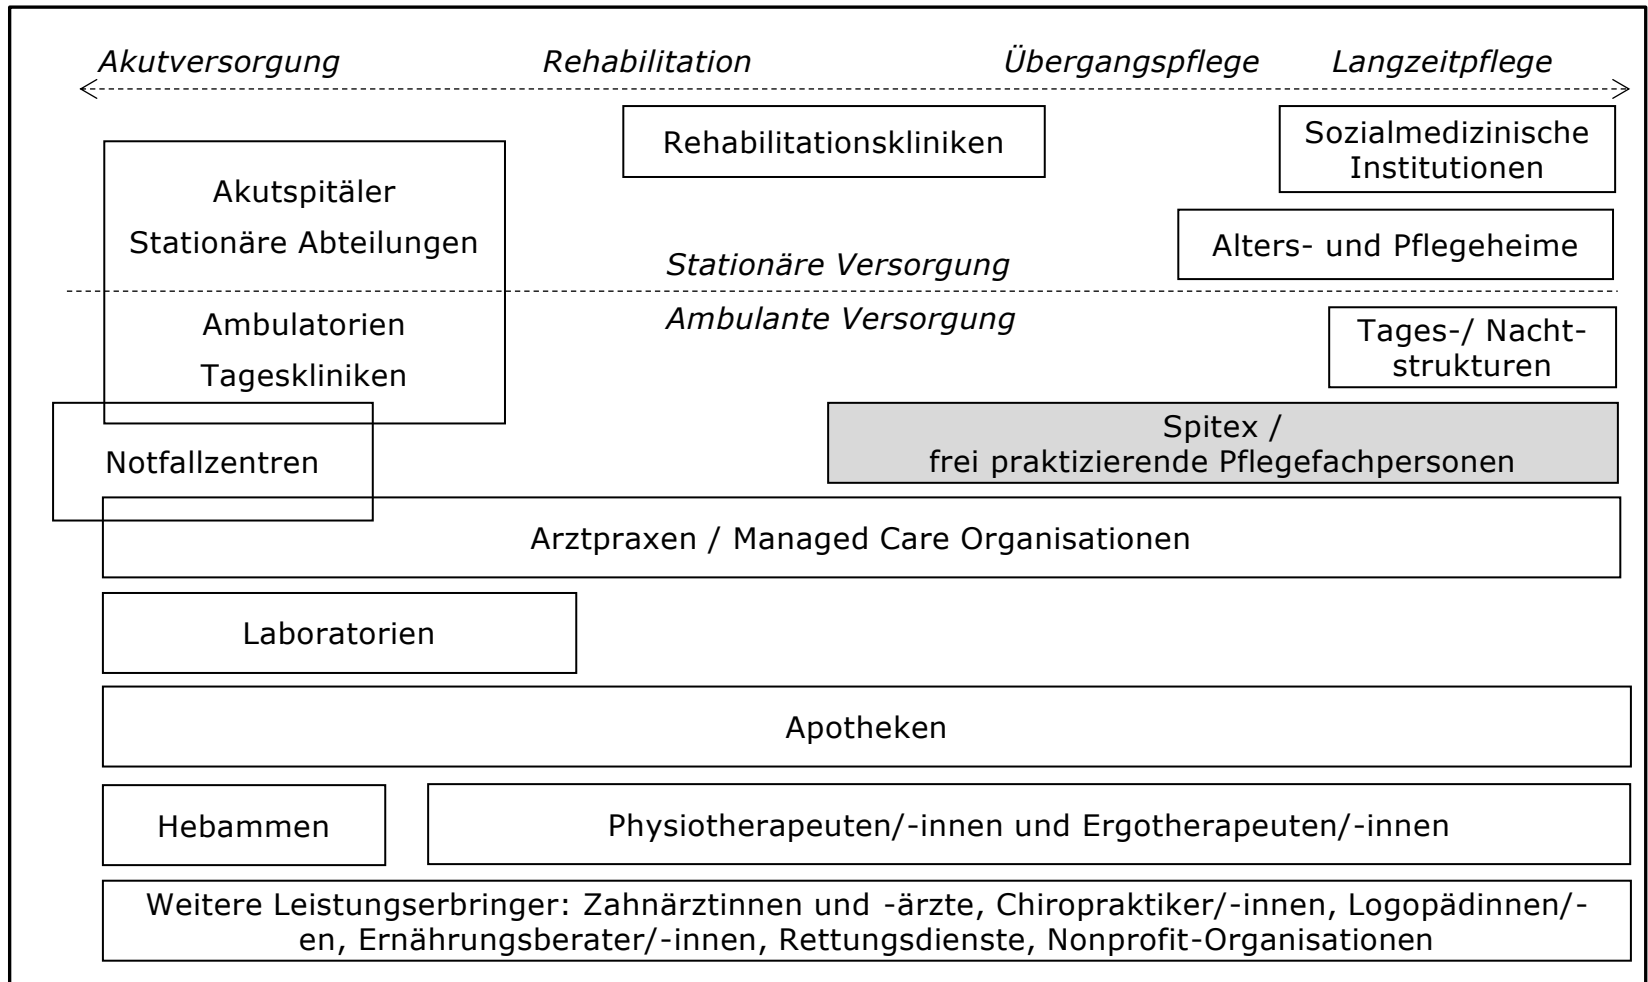 Akutversorgung Rehabilitation Übergangspflege Langzeitpflege
Rehabilitationskliniken
Sozialmedizinische
Institutionen
Akutspitäler
Stationäre Abteilungen
Alters- und Pflegeheime
Stationäre Versorgung
Ambulante Versorgung
Ambulatorien
Tageskliniken
Tages-/ Nacht-
strukturen
Notfallzentren
Spitex /
frei praktizierende Pflegefachpersonen
Arztpraxen / Managed Care Organisationen
Laboratorien
Apotheken
Hebammen
Physiotherapeuten/-innen und Ergotherapeuten/-innen
Weitere Leistungserbringer: Zahnärztinnen und -ärzte, Chiropraktiker/-innen, Logopädinnen/-
en, Ernährungsberater/-innen, Rettungsdienste, Nonprofit-Organisationen